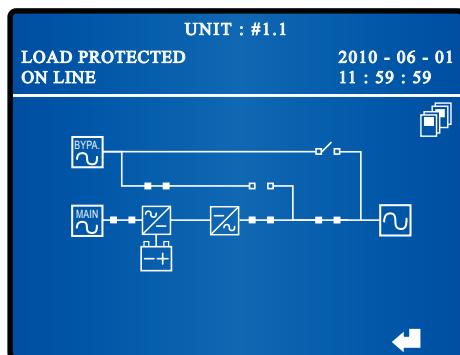 UNIT : #1.1
LOAD PROTECTED 2010 - 06 - 01
ON LINE 11 : 59 : 59
BYPA.
MAIN